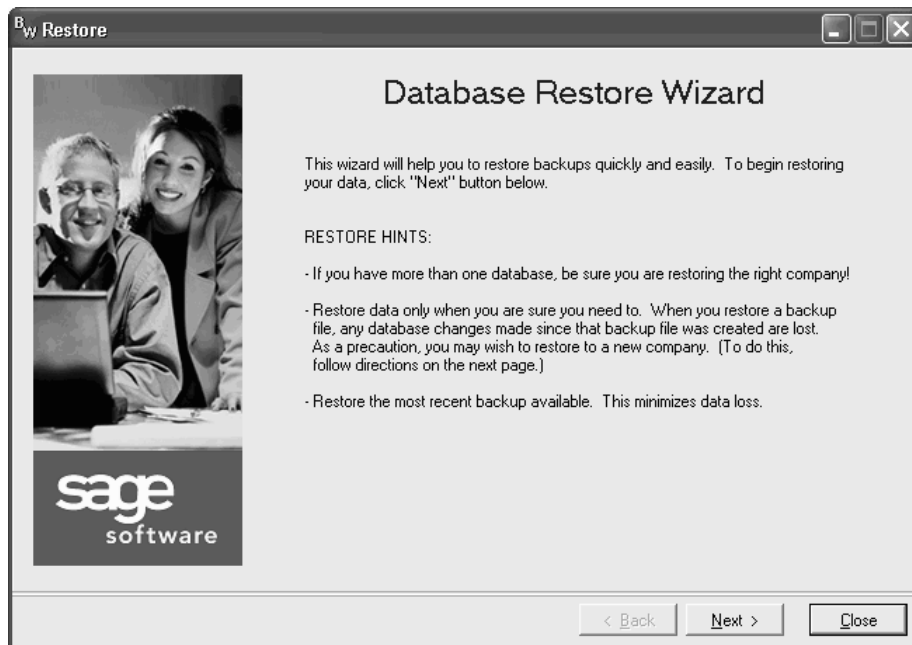 BW Restore
Database Restore Wizard
This wizard will help you to restore backups quickly and easily. To begin restoring
your data, click "Next" button below.
RESTORE HINTS:
- If you have more than one database, be sure you are restoring the right company!
- Restore data only when you are sure you need to. When you restore a backup
file, any database changes made since that backup file was created are lost.
As a precaution, you may wish to restore to a new company. (To do this,
follow directions on the next page.)
- Restore the most recent backup available. This minimizes data loss.
sage
software
< Back
Next >
Close